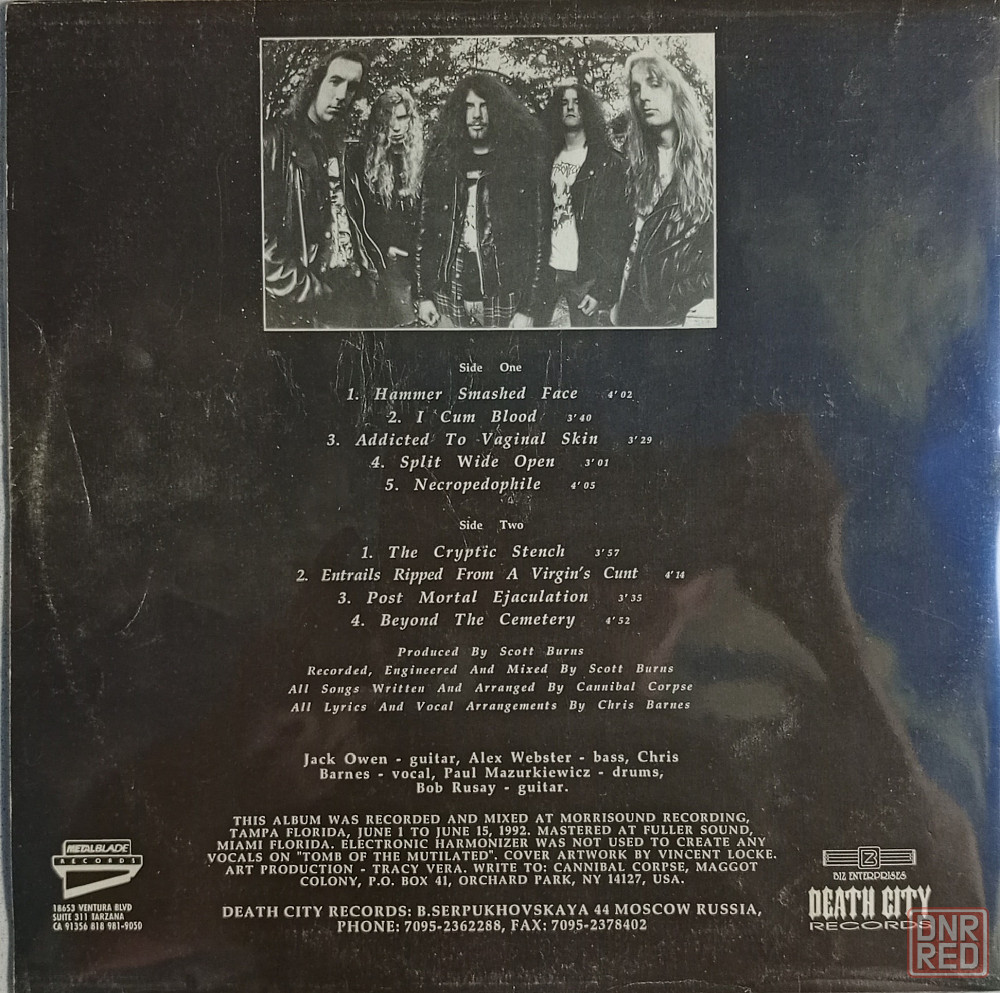 Side One
1. Hammer Smashed Face 4'02
2. I Cum Blood 3'40
3. Addicted To Vaginal Skin 3'29
4. Split Wide Open 3'01
5. Necropedophile 4'05
Side Two
1. The Cryptic Stench 3'57
2. Entrails Ripped From A Virgin's Cunt 4'14
3. Post Mortal Ejaculation 3'35
4. Beyond The Cemetery 4'52
Produced By Scott Burns
Recorded, Engineered And Mixed By Scott Burns
All Songs Written And Arranged By Cannibal Corpse
All Lyrics And Vocal Arrangements By Chris Barnes
Jack Owen - guitar, Alex Webster - bass, Chris
Barnes - vocal, Paul Mazurkiewicz - drums,
Bob Rusay - guitar.
THIS ALBUM WAS RECORDED AND MIXED AT MORRISOUND RECORDING,
TAMPA FLORIDA, JUNE 1 TO JUNE 15, 1992. MASTERED AT FULLER SOUND,
MIAMI FLORIDA. ELECTRONIC HARMONIZER WAS NOT USED TO CREATE ANY
VOCALS ON "TOMB OF THE MUTILATED". COVER ARTWORK BY VINCENT LOCKE.
ART PRODUCTION - TRACY VERA. WRITE TO: CANNIBAL CORPSE, MAGGOT
COLONY, P.O. BOX 41, ORCHARD PARK, NY 14127, USA.
DEATH CITY RECORDS: B.SERPUKHOVSKAYA 44 MOSCOW RUSSIA,
PHONE: 7095-2362288, FAX: 7095-2378402
METAL BLADE
RECORDS
18653 VENTURA BLVD
SUITE 311 TARZANA
CA 91356 818 981-9050
BIZ ENTERPRISES
DEATH CITY
RECORDS
DNR
RED